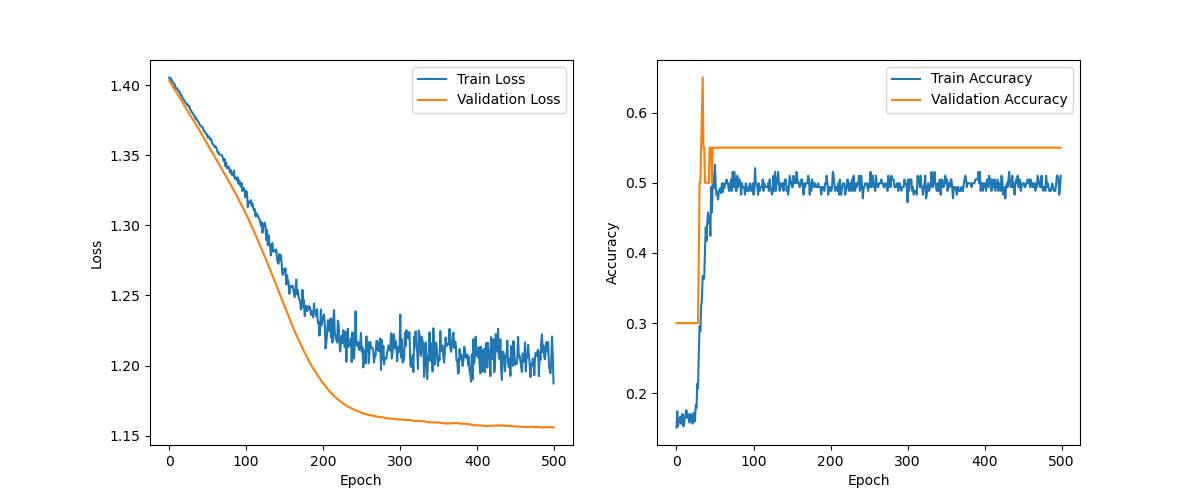 Train Loss
Validation Loss
1.40
1.35
1.30
1.25
1.20
1.15
Loss
0
100
200
300
400
500
Epoch
Train Accuracy
Validation Accuracy
0.6
0.5
0.4
0.3
0.2
Accuracy
0
100
200
300
400
500
Epoch